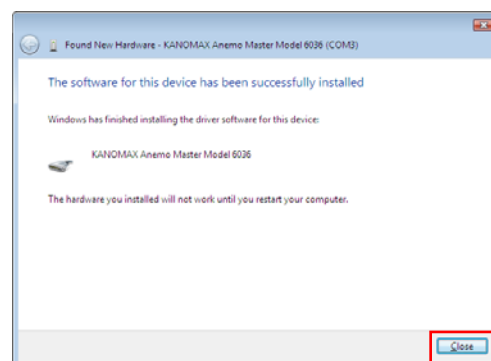 Found New Hardware - KANOMAX Anemo Master Model 6036 (COM3)
The software for this device has been successfully installed
Windows has finished installing the driver software for this device:
KANOMAX Anemo Master Model 6036
The hardware you installed will not work until you restart your computer.
Close